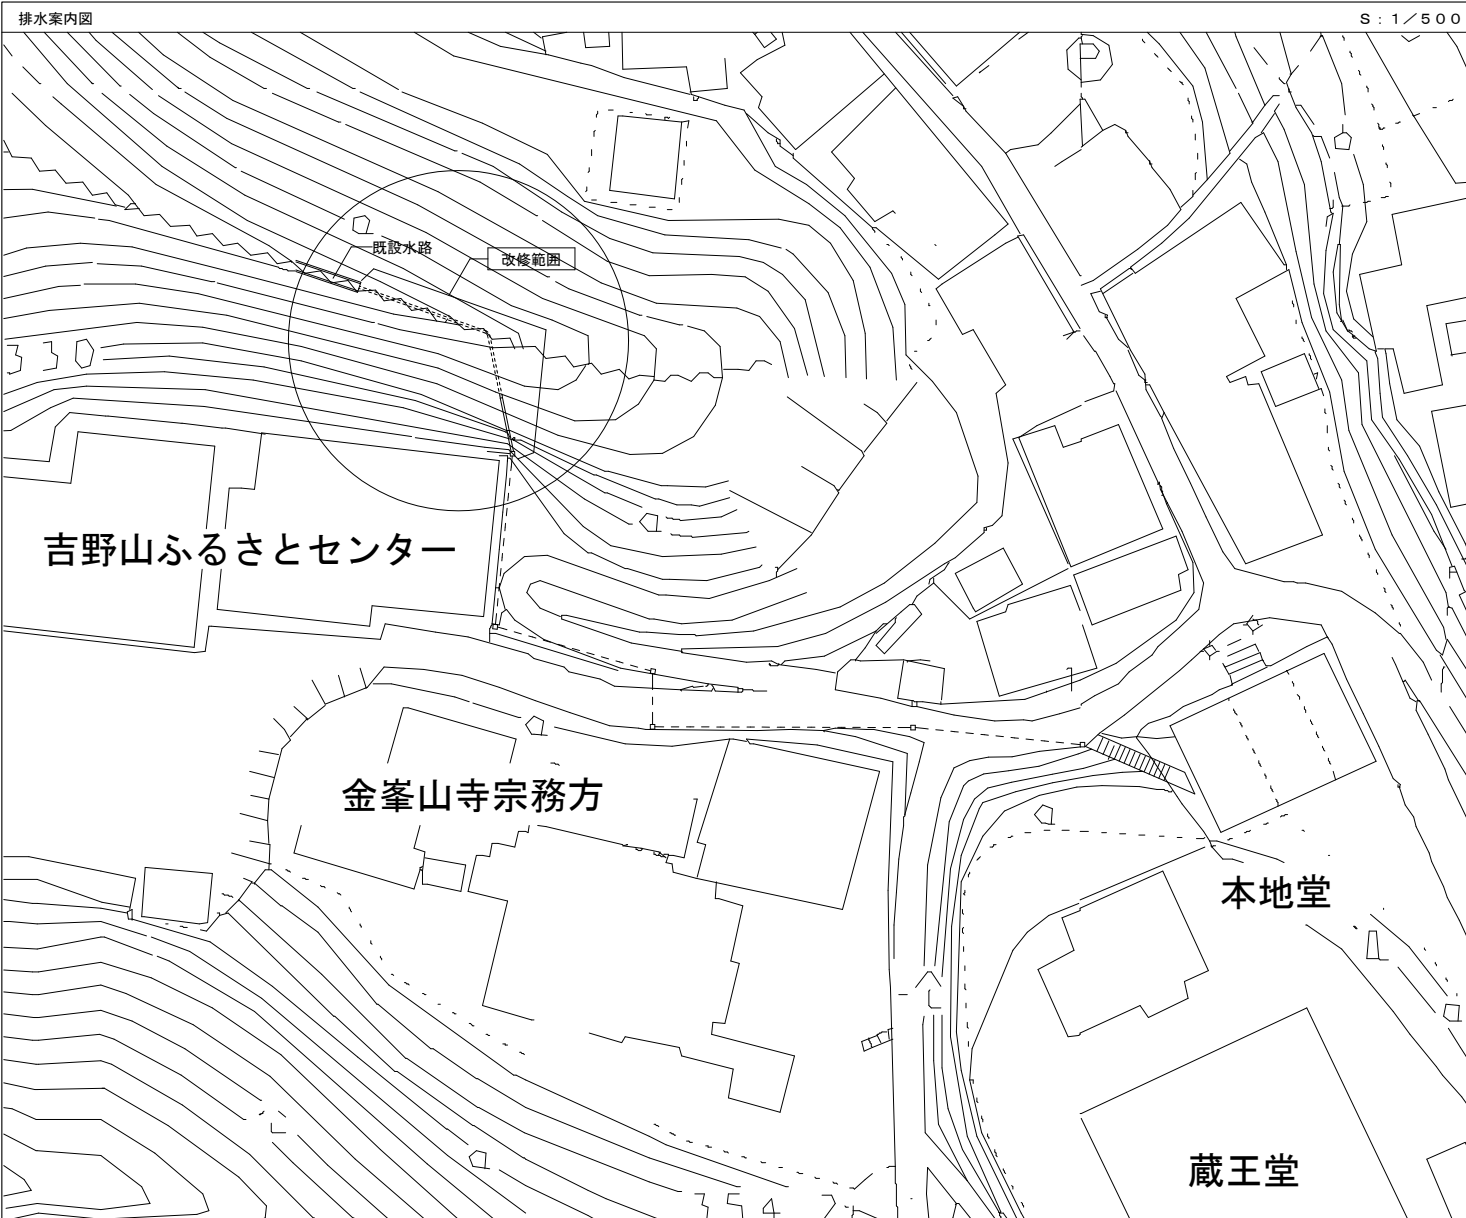 排水案内図
S：1／500
既設水路
改修範囲
吉野山ふるさとセンター
金峯山寺宗務方
本地堂
蔵王堂